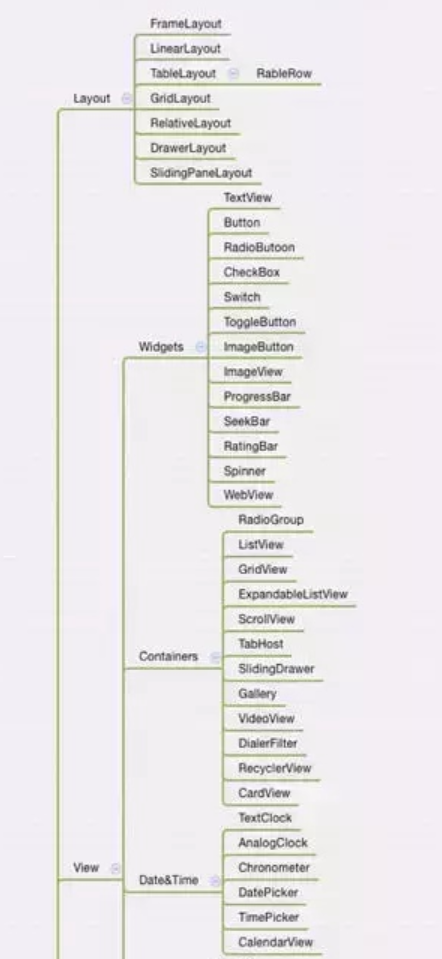 FrameLayout
LinearLayout
TableLayout RableRow
Layout GridLayout
RelativeLayout
DrawerLayout
SlidingPaneLayout
TextView
Button
RadioButoon
CheckBox
Switch
ToggleButton
Widgets ImageButton
ImageView
ProgressBar
SeekBar
RatingBar
Spinner
WebView
RadioGroup
ListView
GridView
ExpandableListView
ScrollView
TabHost
Containers
SlidingDrawer
Gallery
VideoView
DialerFilter
RecyclerView
CardView
TextClock
AnalogClock
View Chronometer
Date&Time
DatePicker
TimePicker
CalendarView